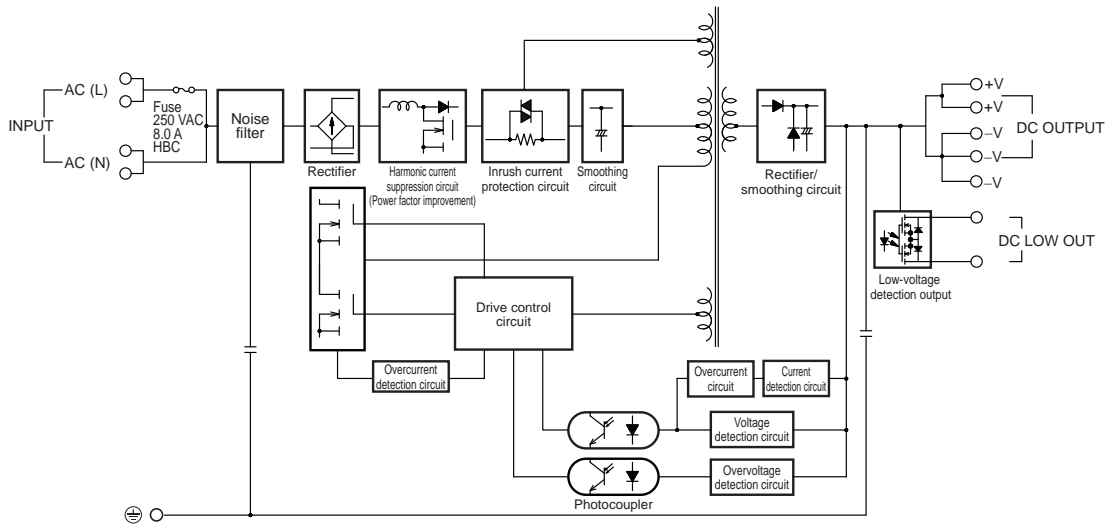 INPUT
AC (L)
AC (N)
Fuse
250 VAC
8.0 A
HBC
Noise
filter
Rectifier
Harmonic current
suppression circuit
(Power factor improvement)
Inrush current
protection circuit
Smoothing
circuit
Rectifier/
smoothing circuit
+V
+V
–V
–V
–V
DC OUTPUT
DC LOW OUT
Low-voltage
detection output
Drive control
circuit
Overcurrent
detection circuit
Overcurrent
circuit
Current
detection circuit
Voltage
detection circuit
Overvoltage
detection circuit
Photocoupler